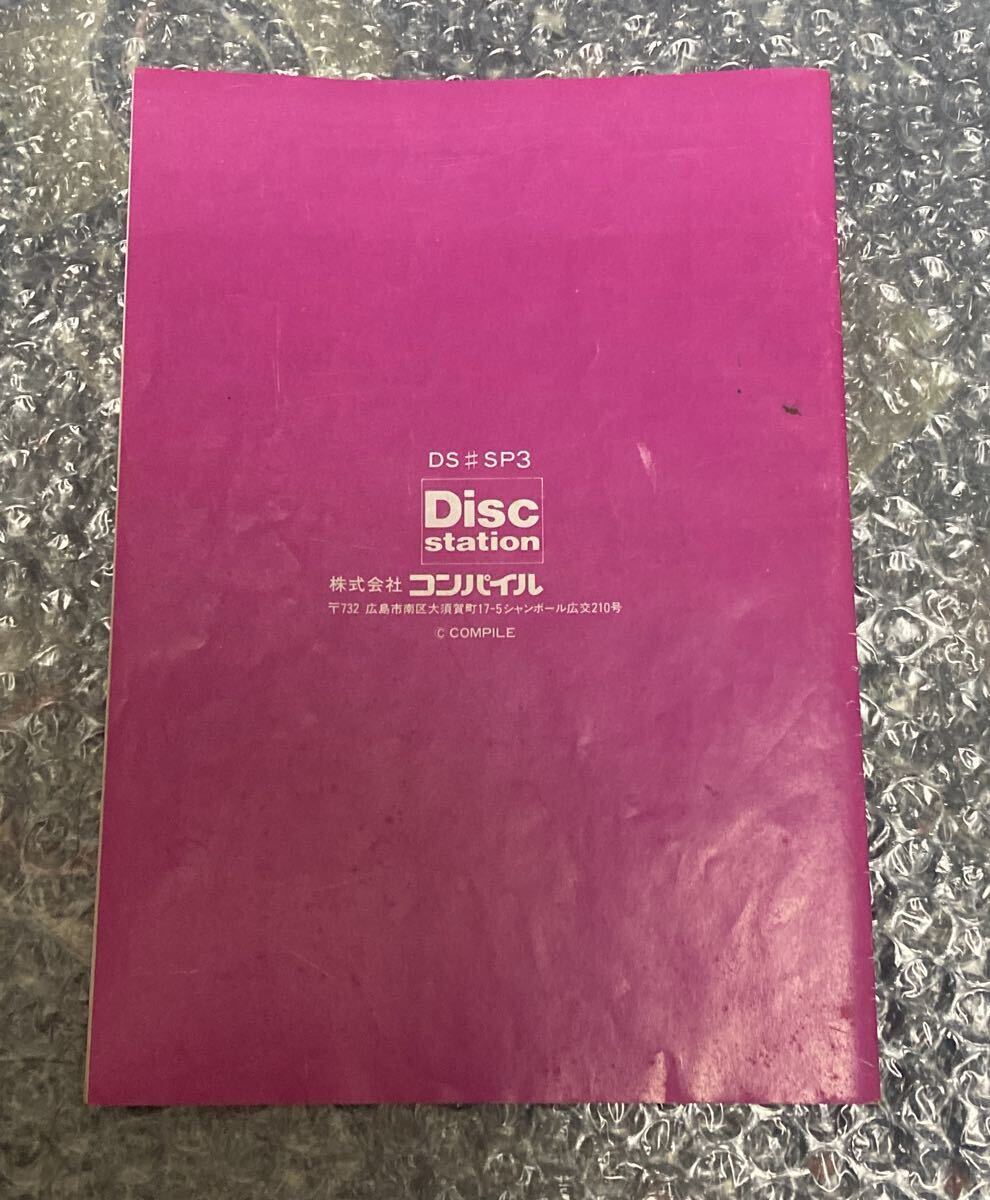 DS♯SP3
Disc
station
株式会社 コンパイル
〒732 広島市南区大須賀町17-5シャンボール広交210号
© COMPILE